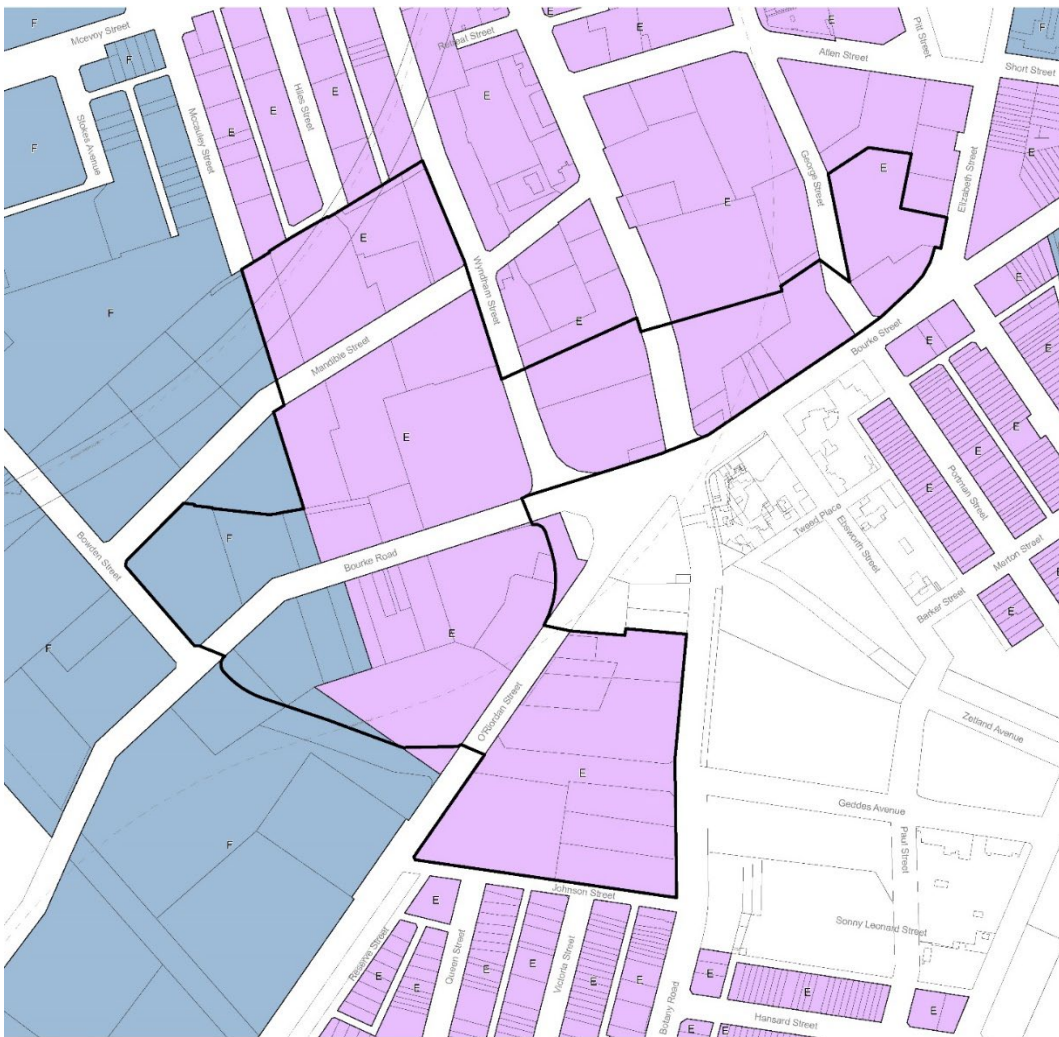 F
E
E
F
Mcevoy Street
Retreat Street
E
E
Allen Street
Pitt Street
Short Street
F
F
Stokes Avenue
Mccauley Street
E
E
Hiles Street
E
E
E
E
F
E
George Street
E
Elizabeth Street
E
Wyndham Street
E
E
Mandible Street
Bourke Street
E
E
E
E
E
E
Portman Street
Tweed Place
Ebsworth Street
Merton Street
Barker Street
E
E
F
Bourke Road
Bowden Street
F
E
O'Riordan Street
Zetland Avenue
E
Geddes Avenue
Paul Street
F
Johnson Street
E
Sonny Leonard Street
Reserve Street
E
E
Queen Street
E
E
Victoria Street
E
E
Botany Road
E
E
E
Hansard Street
E
E